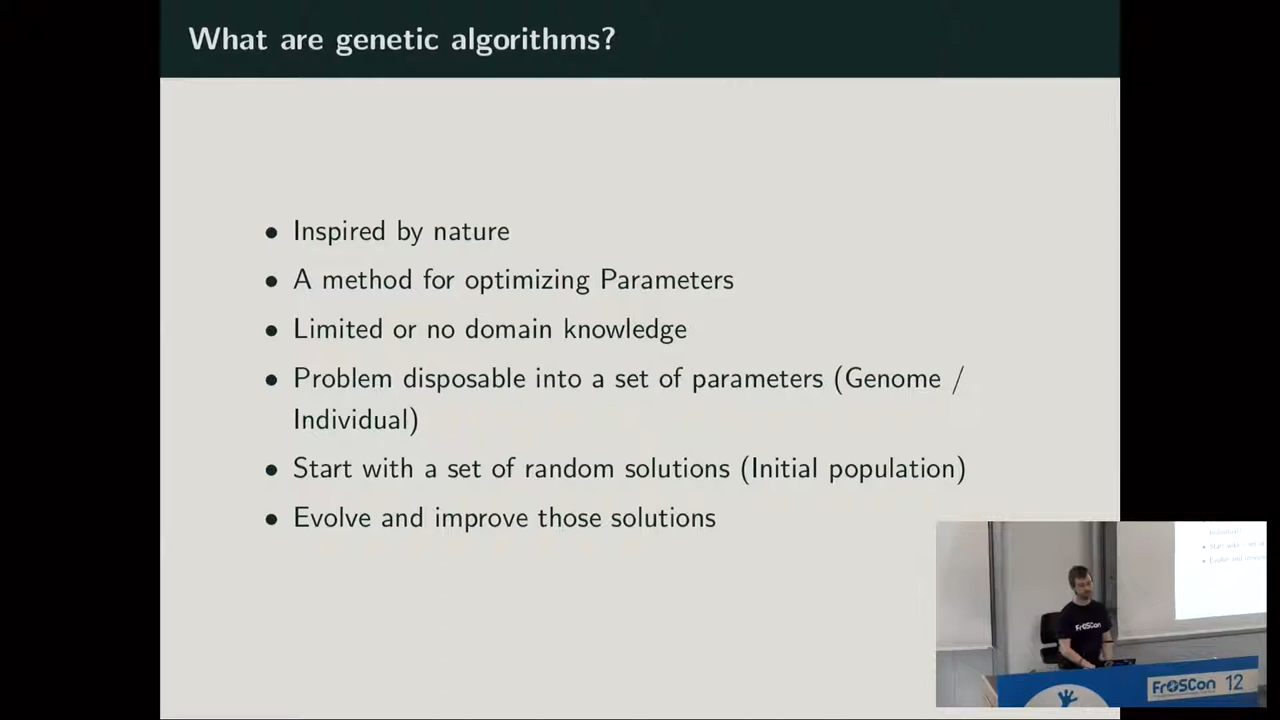 What are genetic algorithms?
• Inspired by nature
• A method for optimizing Parameters
• Limited or no domain knowledge
• Problem disposable into a set of parameters (Genome /
Individual)
• Start with a set of random solutions (Initial population)
• Evolve and improve those solutions
FrOSCon
FrOSCon 12